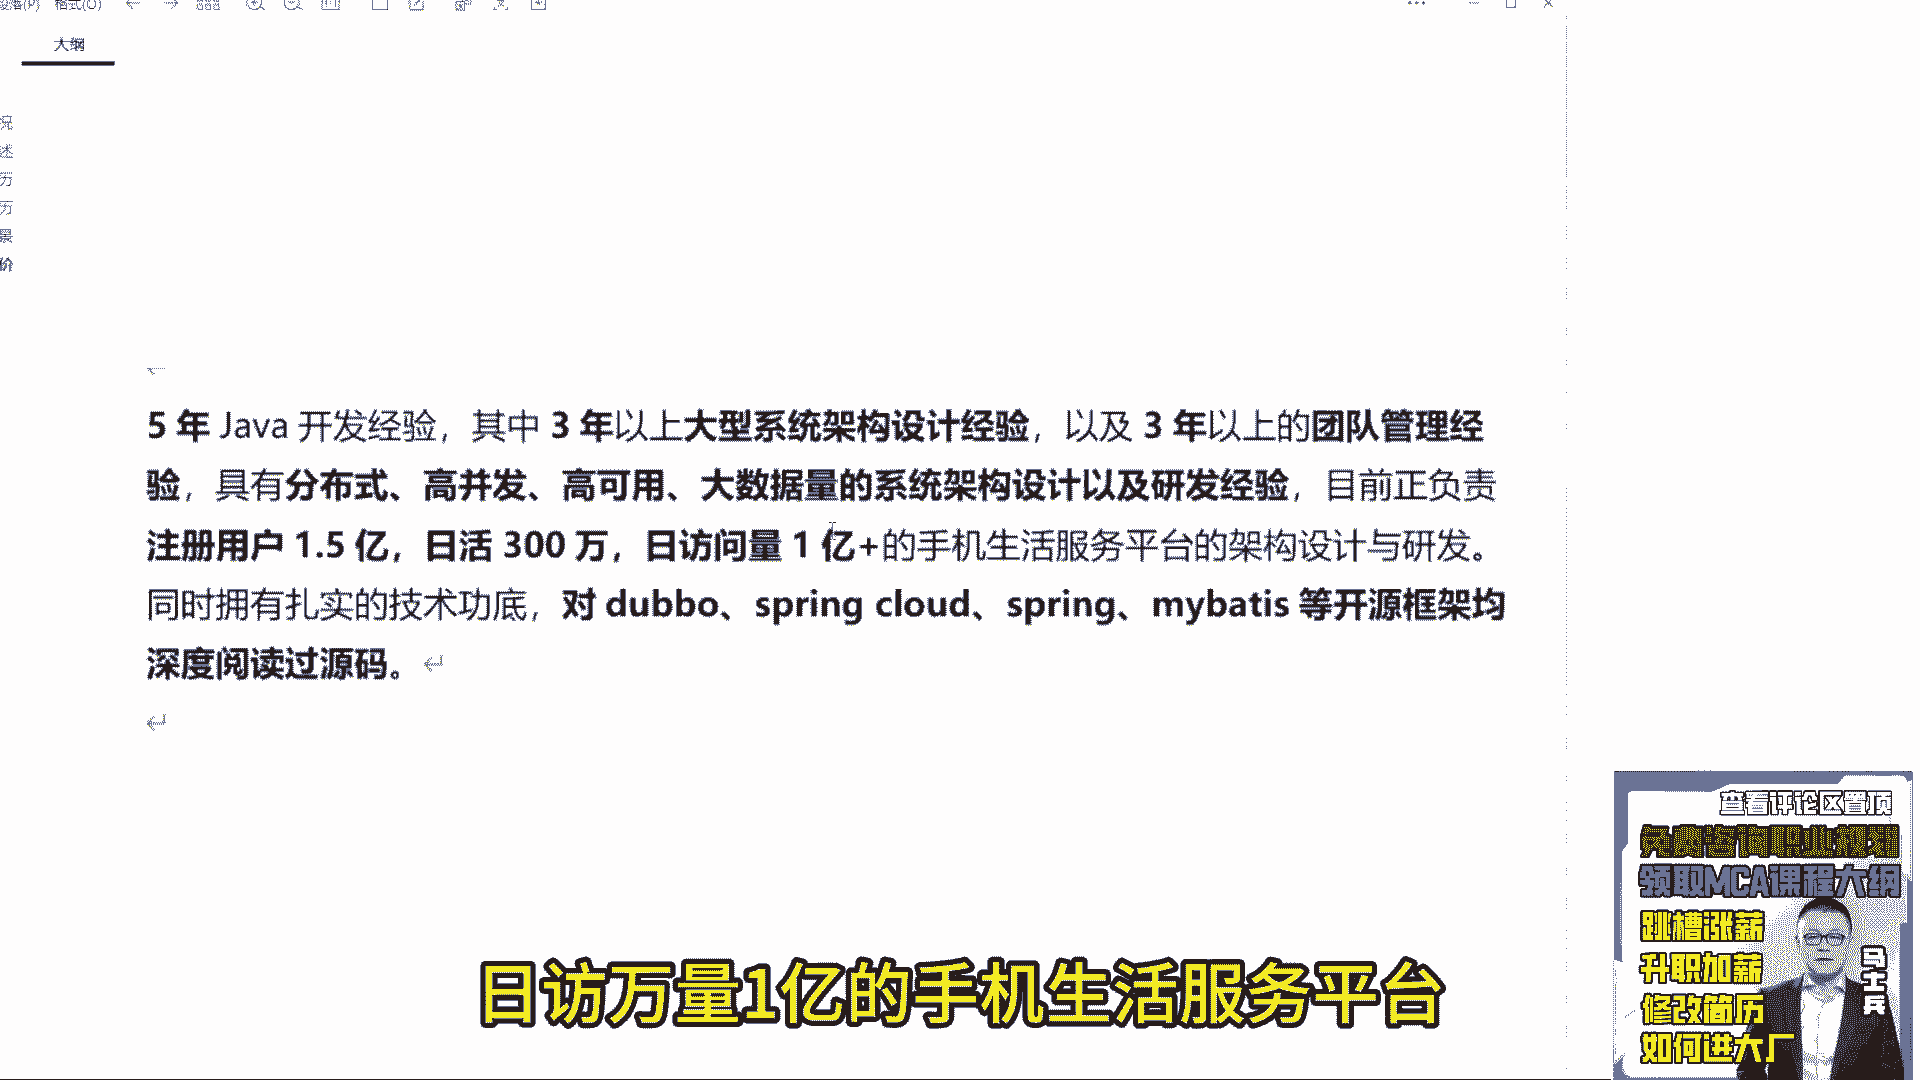 格式(O)
大纲
况
述
历
历
景
价
5 年 Java 开发经验，其中 3 年以上大型系统架构设计经验，以及 3 年以上的团队管理经
验，具有分布式、高并发、高可用、大数据量的系统架构设计以及研发经验，目前正负责
注册用户 1.5 亿，日活 300 万，日访问量 1 亿+的手机生活服务平台的架构设计与研发。
同时拥有扎实的技术功底，对 dubbo、spring cloud、spring、mybatis 等开源框架均
深度阅读过源码。
日访万量1亿的手机生活服务平台
查看评论区置顶
免费咨询职业规划
领取MCA课程大纲
跳槽涨薪
升职加薪
修改简历
如何进大厂
马士兵